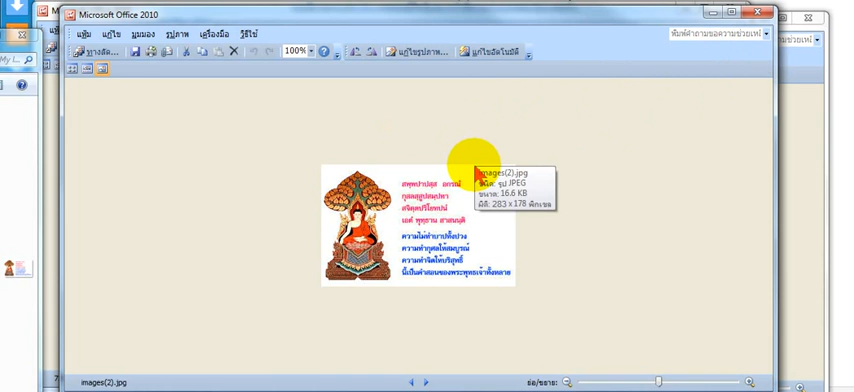 Microsoft Office 2010
แฟ้ม แก้ไข มุมมอง รูปภาพ เครื่องมือ วิธีใช้
พิมพ์คำถามขอความช่วยเหลื
ทางลัด...
100%
แก้ไขรูปภาพ...
แก้ไขอัตโนมัติ
My L...
images(2).jpg
ชนิด: รูป JPEG
ขนาด: 16.6 KB
มิติ: 283 x 178 พิกเซล
สพฺพปาปสฺส อกรณํ
กุสลสฺสูปสมฺปทา
สจิตฺตปริโยทปนํ
เอตํ พุทฺธาน สาสนนฺติ
ความไม่ทำบาปทั้งปวง
ความทำกุศลให้สมบูรณ์
ความทำจิตให้บริสุทธิ์
นี้เป็นคำสอนของพระพุทธเจ้าทั้งหลาย
images(2).jpg
ย่อ/ขยาย: